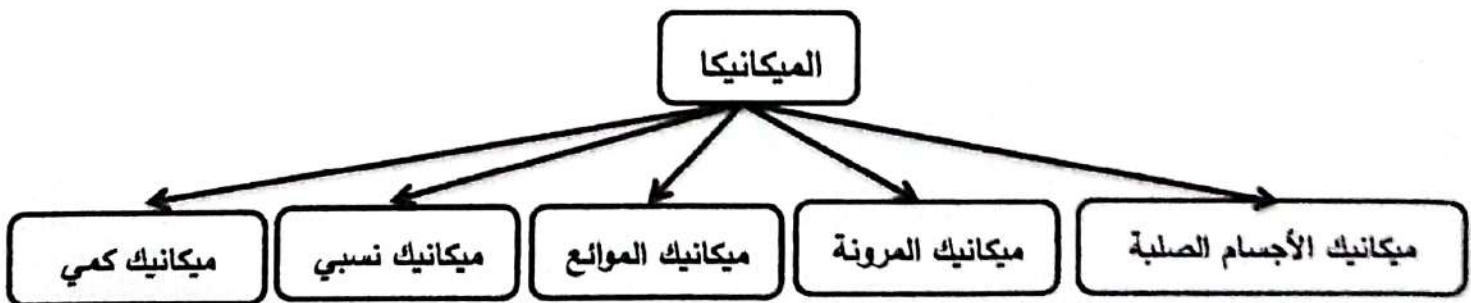 الميكانيكا
ميكانيك الأجسام الصلبة
ميكانيك المرونة
ميكانيك الموائع
ميكانيك نسبي
ميكانيك كمي